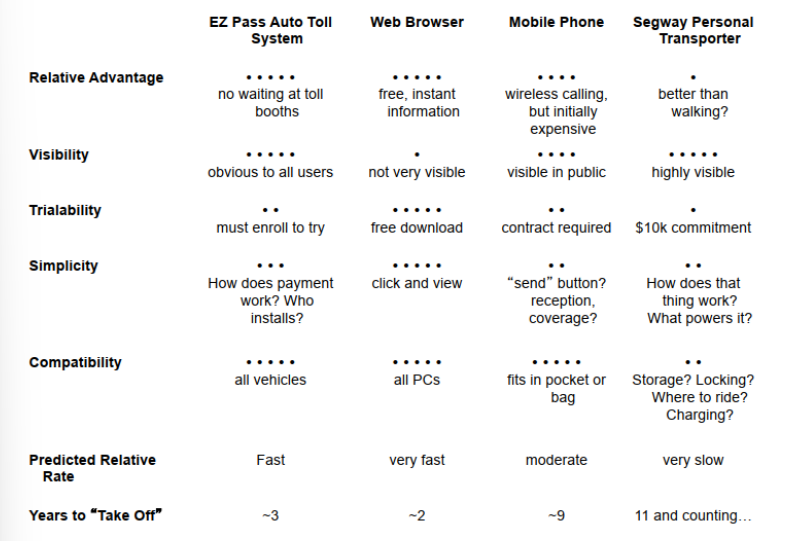 EZ Pass Auto Toll System Web Browser Mobile Phone Segway Personal Transporter
Relative Advantage
• • • • • • • • • • • • • • •
no waiting at toll booths free, instant information wireless calling, but initially expensive better than walking?
Visibility
• • • • • • • • • • • • • • •
obvious to all users not very visible visible in public highly visible
Trialability
• • • • • • • • • •
must enroll to try free download contract required $10k commitment
Simplicity
• • • • • • • • • • • •
How does payment work? Who installs? click and view “send” button? reception, coverage? How does that thing work? What powers it?
Compatibility
• • • • • • • • • • • • • • • • •
all vehicles all PCs fits in pocket or bag Storage? Locking? Where to ride? Charging?
Predicted Relative Rate Fast very fast moderate very slow
Years to “Take Off” ~3 ~2 ~9 11 and counting…